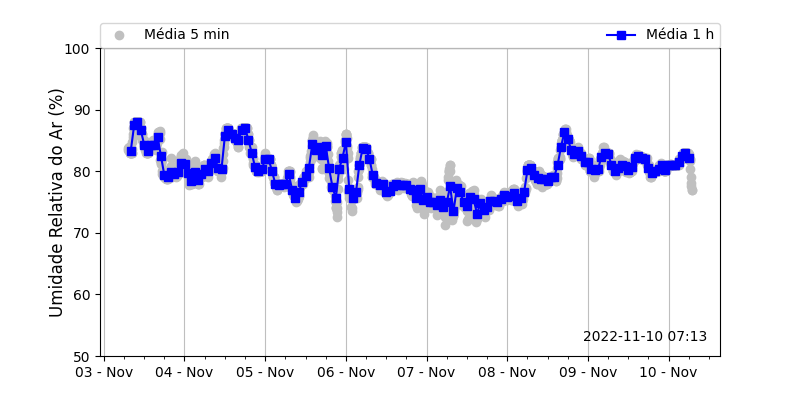 Média 5 min
Média 1 h
Umidade Relativa do Ar (%)
100
90
80
70
60
50
2022-11-10 07:13
03 - Nov
04 - Nov
05 - Nov
06 - Nov
07 - Nov
08 - Nov
09 - Nov
10 - Nov